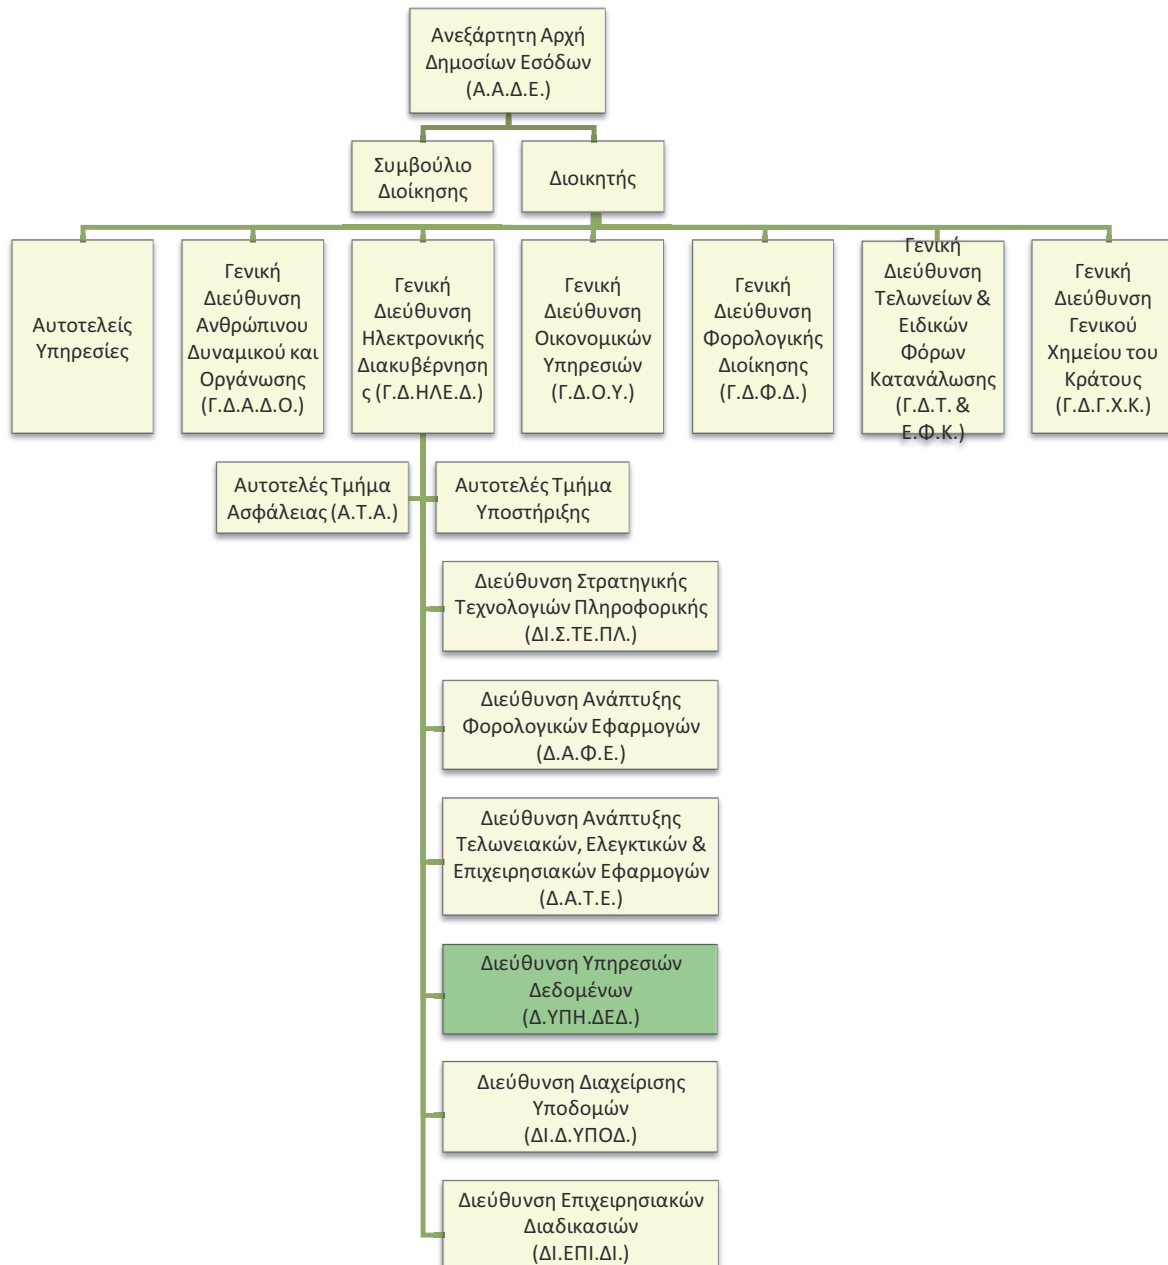 Ανεξάρτητη Αρχή
Δημοσίων Εσόδων
(Α.Α.Δ.Ε.)
Συμβούλιο
Διοίκησης
Διοικητής
Αυτοτελείς
Υπηρεσίες
Γενική
Διεύθυνση
Ανθρώπινου
Δυναμικού και
Οργάνωσης
(Γ.Δ.Α.Δ.Ο.)
Γενική
Διεύθυνση
Ηλεκτρονικής
Διακυβέρνηση
ς (Γ.Δ.ΗΛΕ.Δ.)
Γενική
Διεύθυνση
Οικονομικών
Υπηρεσιών
(Γ.Δ.Ο.Υ.)
Γενική
Διεύθυνση
Φορολογικής
Διοίκησης
(Γ.Δ.Φ.Δ.)
Γενική
Διεύθυνση
Τελωνείων &
Ειδικών
Φόρων
Κατανάλωσης
(Γ.Δ.Τ. &
Ε.Φ.Κ.)
Γενική
Διεύθυνση
Γενικού
Χημείου του
Κράτους
(Γ.Δ.Γ.Χ.Κ.)
Αυτοτελές Τμήμα
Ασφάλειας (Α.Τ.Α.)
Αυτοτελές Τμήμα
Υποστήριξης
Διεύθυνση Στρατηγικής
Τεχνολογιών Πληροφορικής
(ΔΙ.Σ.ΤΕ.ΠΛ.)
Διεύθυνση Ανάπτυξης
Φορολογικών Εφαρμογών
(Δ.Α.Φ.Ε.)
Διεύθυνση Ανάπτυξης
Τελωνειακών, Ελεγκτικών &
Επιχειρησιακών Εφαρμογών
(Δ.Α.Τ.Ε.)
Διεύθυνση Υπηρεσιών
Δεδομένων
(Δ.ΥΠΗ.ΔΕΔ.)
Διεύθυνση Διαχείρισης
Υποδομών
(ΔΙ.Δ.ΥΠΟΔ.)
Διεύθυνση Επιχειρησιακών
Διαδικασιών
(ΔΙ.ΕΠΙ.ΔΙ.)